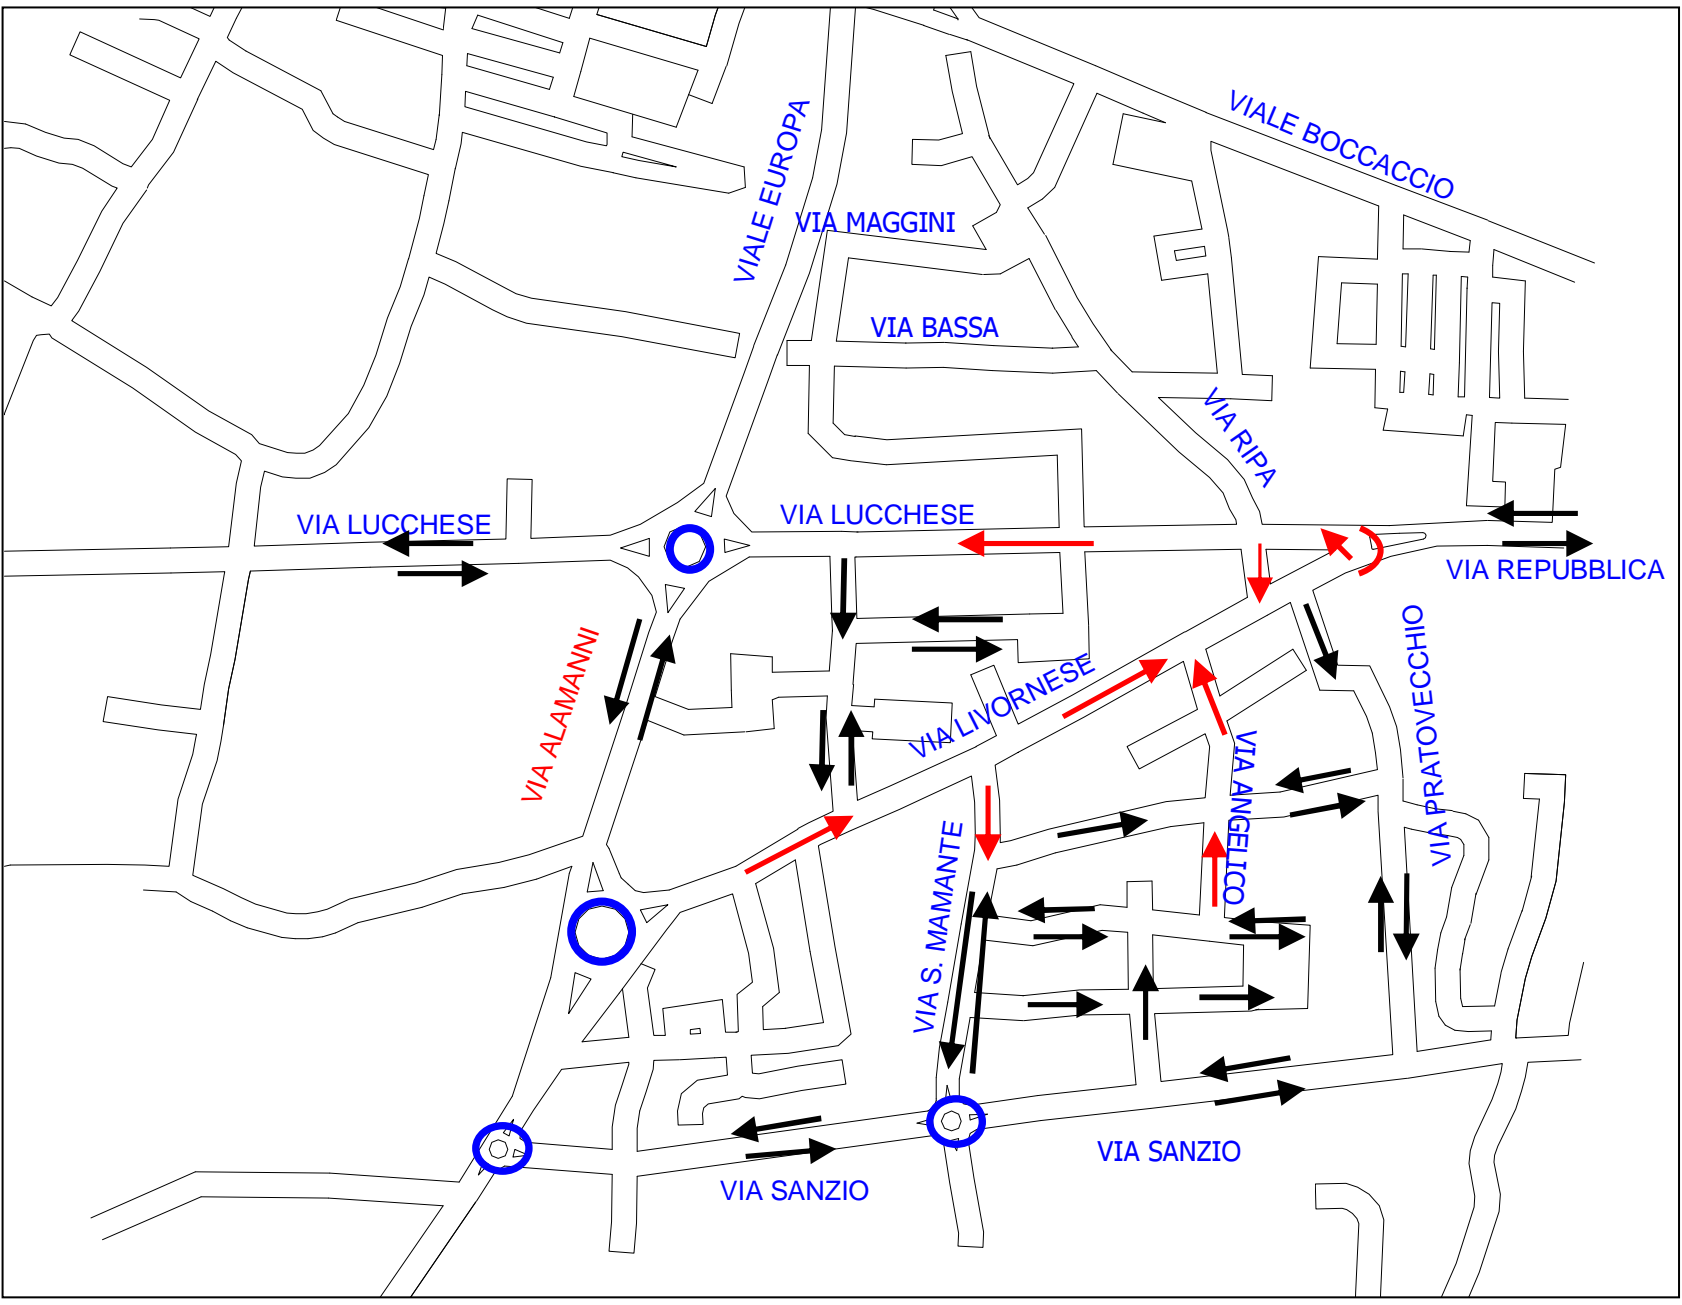 VIALE BOCCACCIO
VIALE EUROPA
VIA MAGGINI
VIA BASSA
VIA RIPA
VIA LUCCHESE
VIA LUCCHESE
VIA REPUBBLICA
VIA ALAMANNI
VIA LIVORNESE
VIA PRATOVECCHIO
VIA ANGELICO
VIA S. MAMANTE
VIA SANZIO
VIA SANZIO